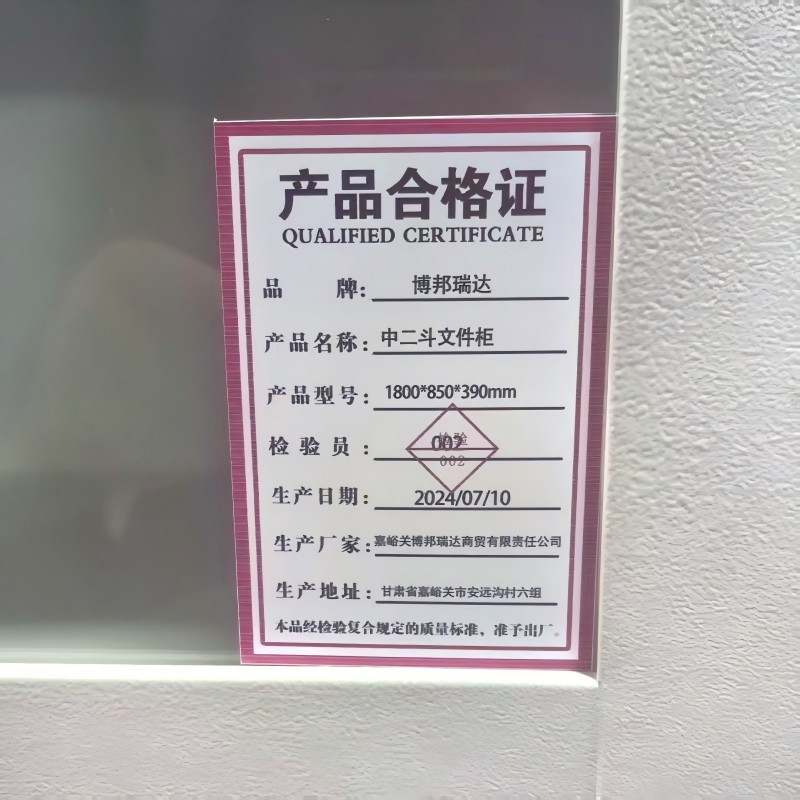 产品合格证
QUALIFIED CERTIFICATE
品 牌: 博邦瑞达
产品名称: 中二斗文件柜
产品型号: 1800*850*390mm
检验员: 002
检验
002
生产日期: 2024/07/10
生产厂家: 嘉峪关博邦瑞达商贸有限责任公司
生产地址: 甘肃省嘉峪关市安远沟村六组
本品经检验复合规定的质量标准、准予出厂。